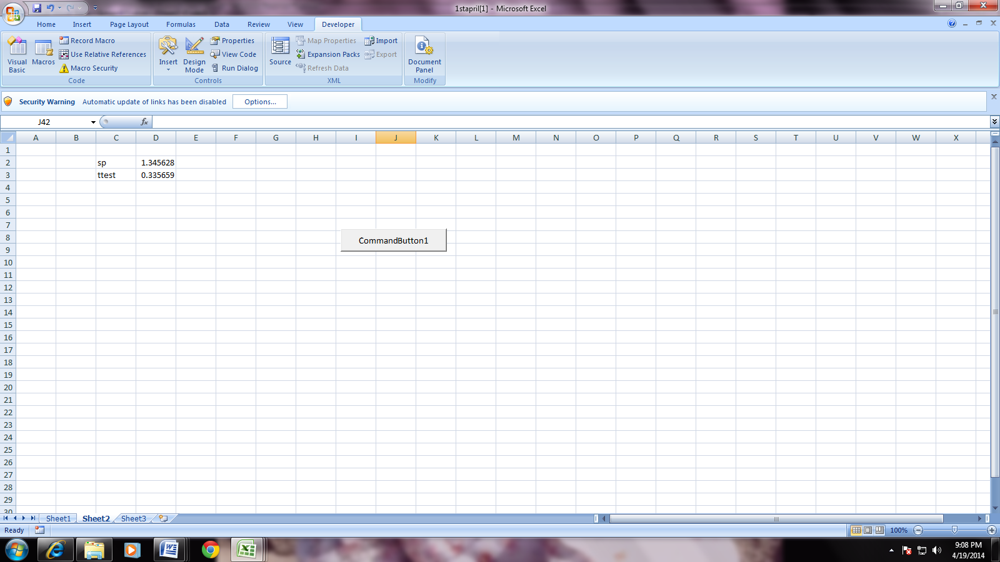 1stapril[1] - Microsoft Excel
Home Insert Page Layout Formulas Data Review View Developer
Visual Basic
Macros
Record Macro
Use Relative References
Macro Security
Code
Insert
Design Mode
Properties
View Code
Run Dialog
Controls
Source
Map Properties
Expansion Packs
Refresh Data
Import
Export
XML
Document Panel
Modify
Security Warning Automatic update of links has been disabled Options...
J42 fx
A B C D E F G H I J K L M N O P Q R S T U V W X
1
2 sp 1.345628
3 ttest 0.335659
4
5
6
7
8 CommandButton1
9
10
11
12
13
14
15
16
17
18
19
20
21
22
23
24
25
26
27
28
29
30
Sheet1 Sheet2 Sheet3
Ready 100%
9:08 PM
4/19/2014